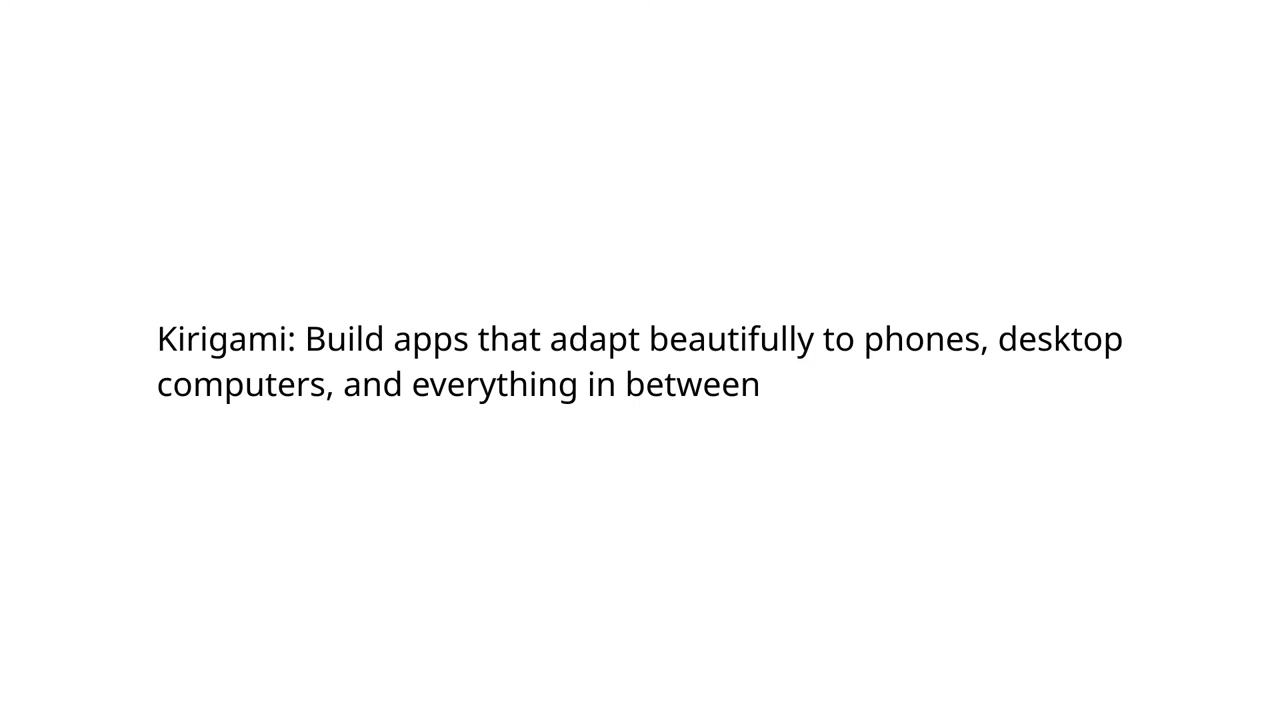 Kirigami: Build apps that adapt beautifully to phones, desktop
computers, and everything in between